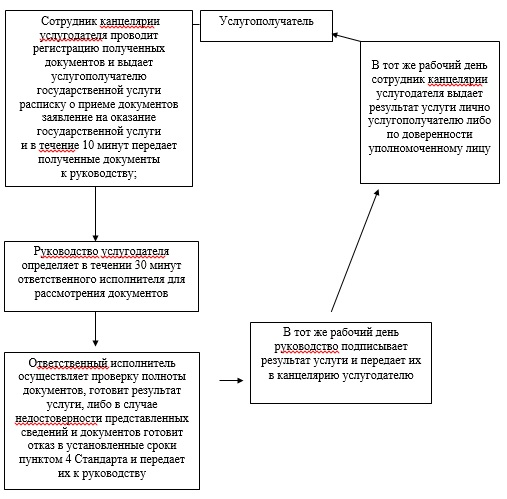 Сотрудник канцелярии
услугодателя проводит
регистрацию полученных
документов и выдает
услугополучателю
государственной услуги
расписку о приеме документов
заявление на оказание
государственной услуги
и в течение 10 минут передает
полученные документы
к руководству;
Услугополучатель
В тот же рабочий день
сотрудник канцелярии
услугодателя выдает
результат услуги лично
услугополучателю либо
по доверенности
уполномоченному лицу
Руководство услугодателя
определяет в течении 30 минут
ответственного исполнителя для
рассмотрения документов
Ответственный исполнитель
осуществляет проверку полноты
документов, готовит результат
услуги, либо в случае
недостоверности представленных
сведений и документов готовит
отказ в установленные сроки
пунктом 4 Стандарта и передает
их к руководству
В тот же рабочий день
руководство подписывает
результат услуги и передает их
в канцелярию услугодателю